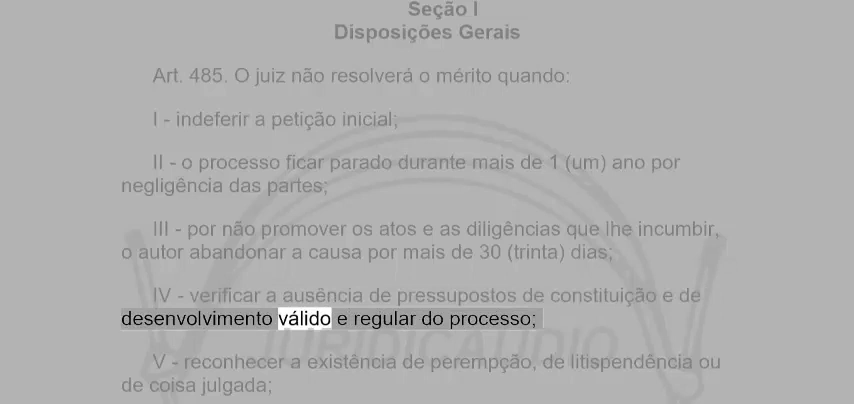 Seção I
Disposições Gerais
Art. 485. O juiz não resolverá o mérito quando:
I - indeferir a petição inicial;
II - o processo ficar parado durante mais de 1 (um) ano por
negligência das partes;
III - por não promover os atos e as diligências que lhe incumbir,
o autor abandonar a causa por mais de 30 (trinta) dias;
IV - verificar a ausência de pressupostos de constituição e de
desenvolvimento válido e regular do processo;
JURIDICAUDIO
V - reconhecer a existência de perempção, de litispendência ou
de coisa julgada;